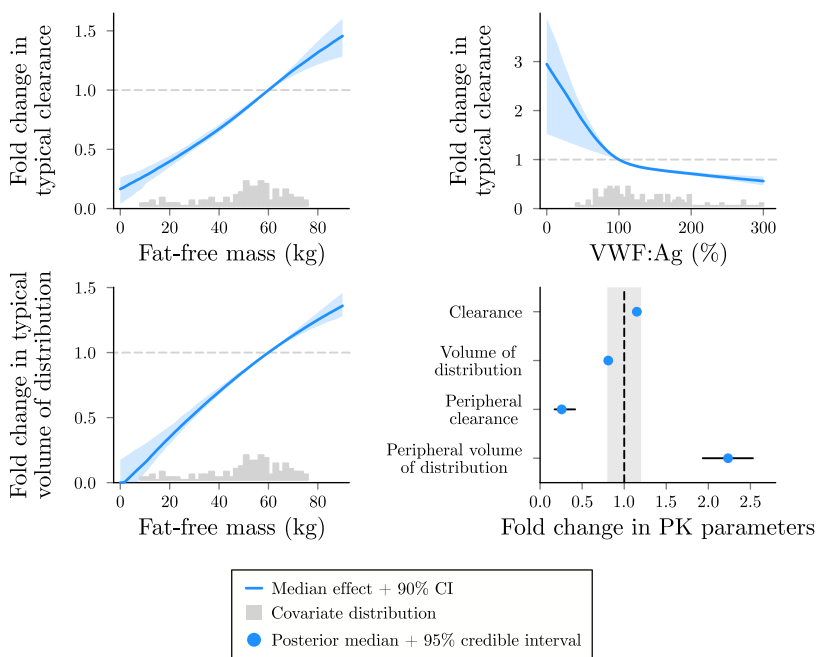 Fold change in
typical clearance
1.5
1.0
0.5
0.0
0
20
40
60
80
Fat-free mass (kg)
Fold change in
typical clearance
3
2
1
0
0
100
200
300
VWF:Ag (%)
Fold change in typical
volume of distribution
1.5
1.0
0.5
0.0
0
20
40
60
80
Fat-free mass (kg)
Clearance
Volume of
distribution
Peripheral
clearance
Peripheral volume
of distribution
0.0
0.5
1.0
1.5
2.0
2.5
Fold change in PK parameters
Median effect + 90% CI
Covariate distribution
Posterior median + 95% credible interval